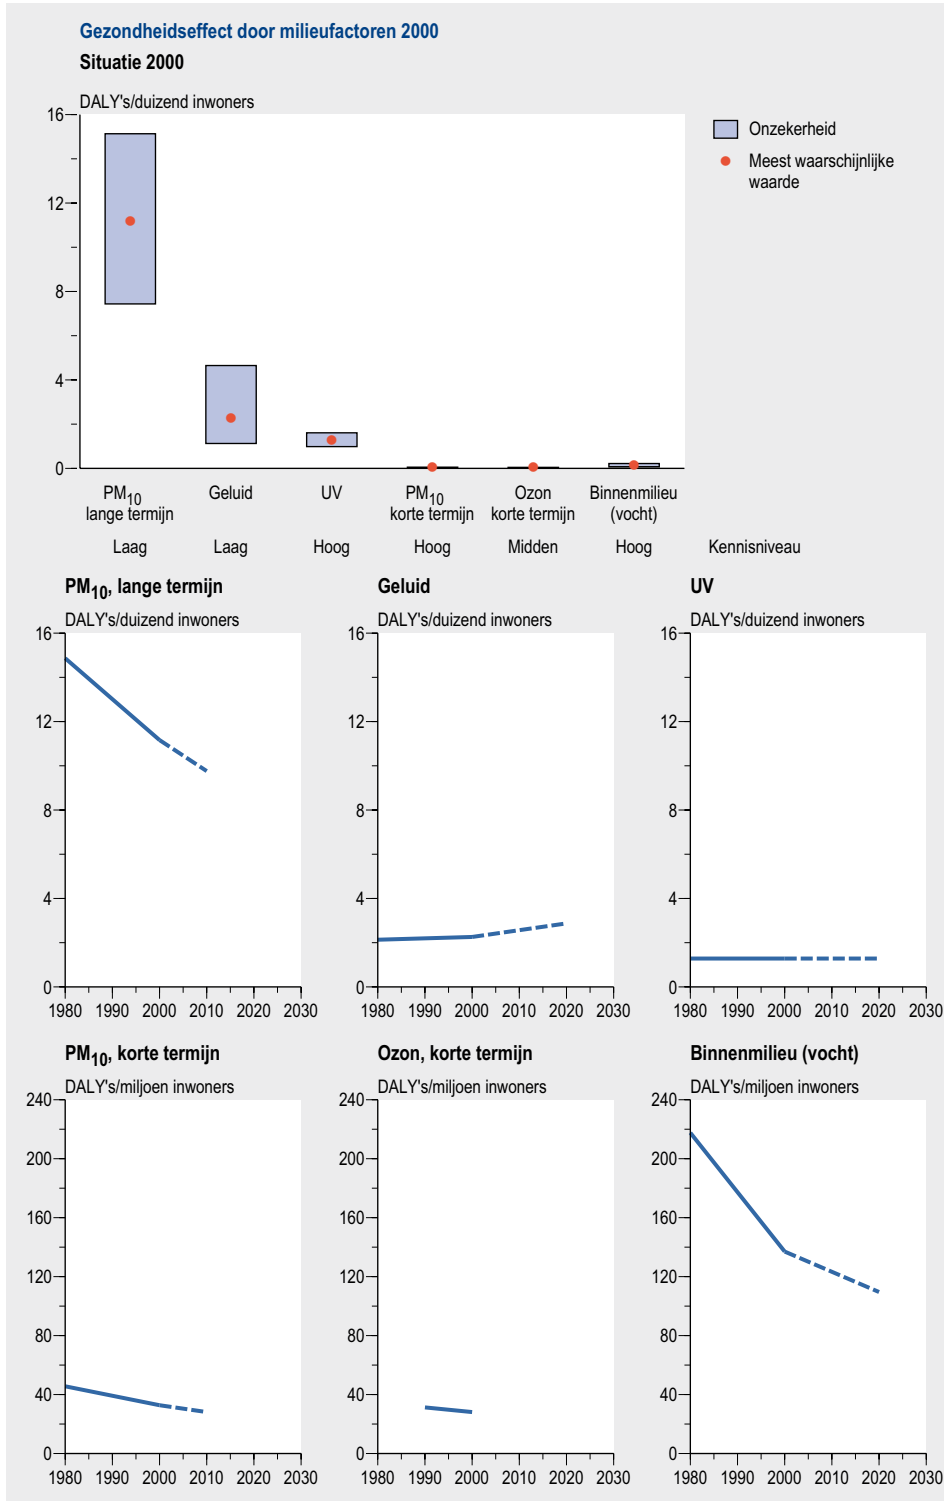 Gezondheidseffect door milieufactoren 2000
Situatie 2000
DALY's/duizend inwoners
16
12
8
4
0
Onzekerheid
Meest waarschijnlijke
waarde
PM10 Geluid UV PM10 Ozon Binnenmilieu
lange termijn korte termijn korte termijn (vocht)
Laag Laag Hoog Hoog Midden Hoog Kennisniveau
PM10, lange termijn
DALY's/duizend inwoners
16
12
8
4
0
1980 1990 2000 2010 2020 2030
Geluid
DALY's/duizend inwoners
16
12
8
4
0
1980 1990 2000 2010 2020 2030
UV
DALY's/duizend inwoners
16
12
8
4
0
1980 1990 2000 2010 2020 2030
PM10, korte termijn
DALY's/miljoen inwoners
240
200
160
120
80
40
0
1980 1990 2000 2010 2020 2030
Ozon, korte termijn
DALY's/miljoen inwoners
240
200
160
120
80
40
0
1980 1990 2000 2010 2020 2030
Binnenmilieu (vocht)
DALY's/miljoen inwoners
240
200
160
120
80
40
0
1980 1990 2000 2010 2020 2030